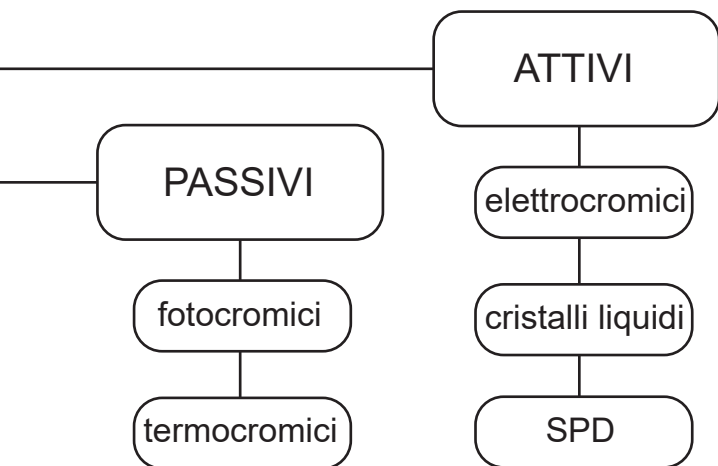 ATTIVI
PASSIVI
elettrocromici
fotocromici
cristalli liquidi
termocromici
SPD